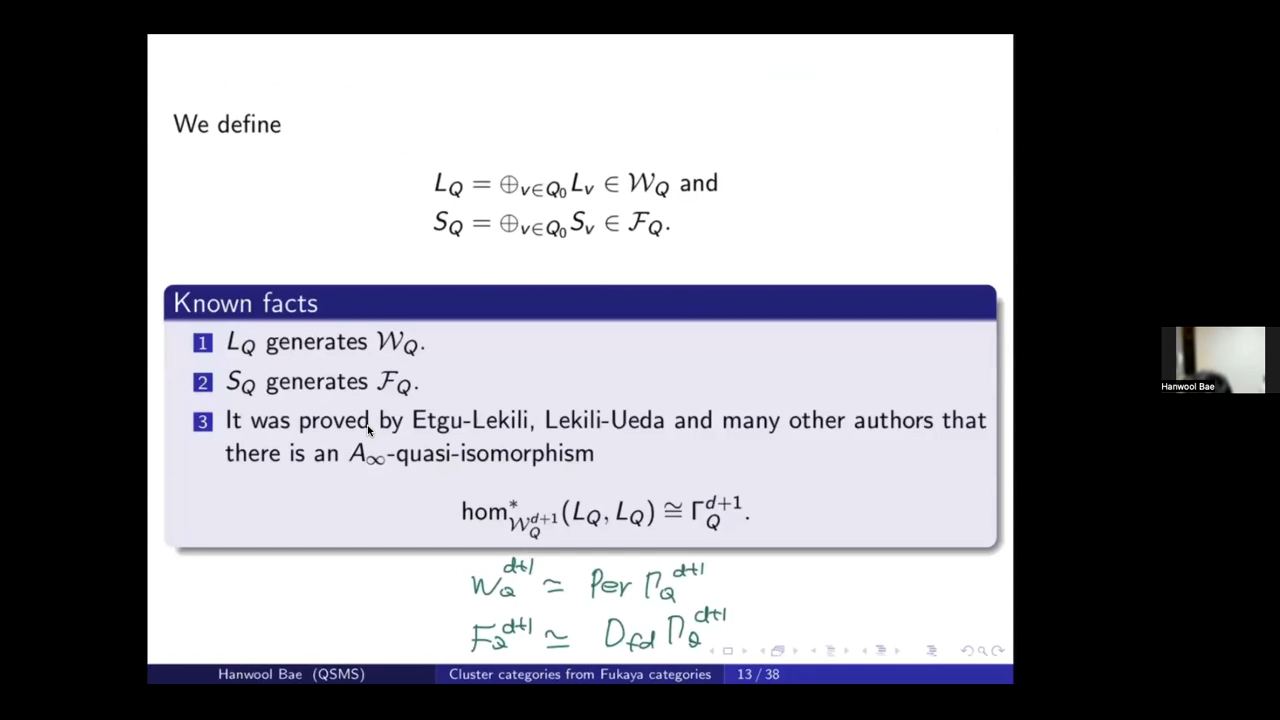 We define
L_Q = ⊕_{v∈Q_0} L_v ∈ 𝒲_Q and
S_Q = ⊕_{v∈Q_0} S_v ∈ ℱ_Q.
Known facts
1 L_Q generates 𝒲_Q.
2 S_Q generates ℱ_Q.
3 It was proved by Etgu-Lekili, Lekili-Ueda and many other authors that
there is an A_∞-quasi-isomorphism
hom^*_{𝒲_Q^{d+1}}(L_Q, L_Q) ≅ Γ_Q^{d+1}.
W_Q^{d+1} ≃ Per Γ_Q^{d+1}
F_Q^{d+1} ≃ D_{fd} Γ_Q^{d+1}
Hanwool Bae (QSMS) Cluster categories from Fukaya categories 13 / 38
Hanwool Bae